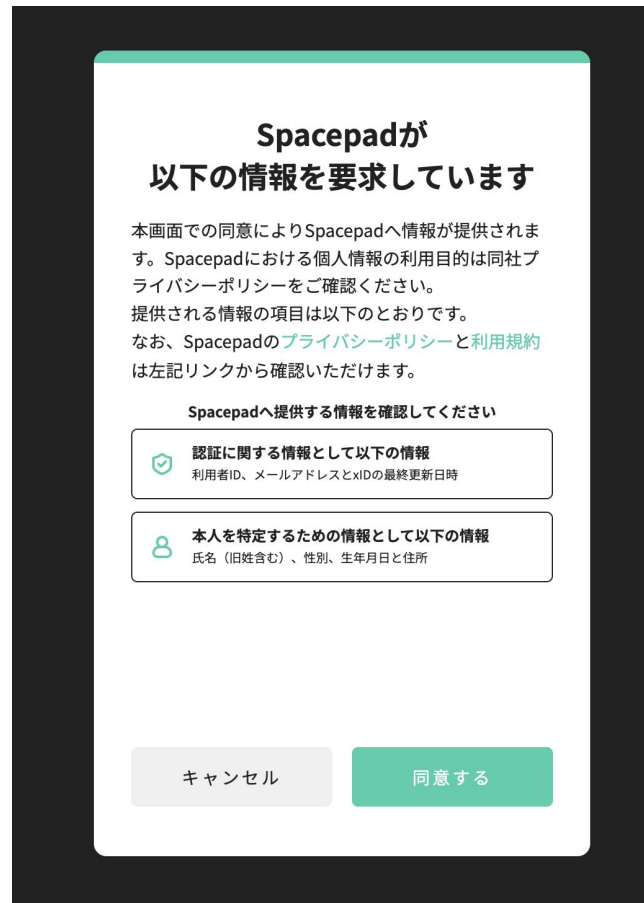 Spacepadが
以下の情報を要求しています
本画面での同意によりSpacepadへ情報が提供されま
す。Spacepadにおける個人情報の利用目的は同社プ
ライバシーポリシーをご確認ください。
提供される情報の項目は以下のとおりです。
なお、Spacepadのプライバシーポリシーと利用規約
は左記リンクから確認いただけます。
Spacepadへ提供する情報を確認してください
認証に関する情報として以下の情報
利用者ID、メールアドレスとxIDの最終更新日時
本人を特定するための情報として以下の情報
氏名（旧姓含む）、性別、生年月日と住所
キャンセル
同意する